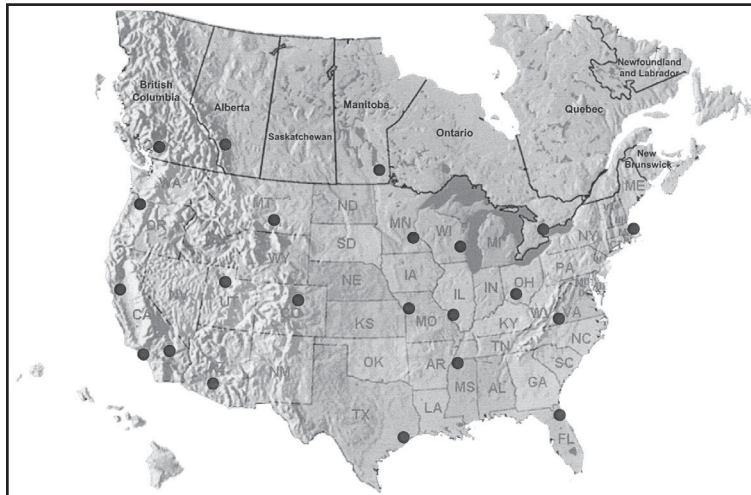 Newfoundland
and Labrador
British
Columbia
Alberta
Manitoba
Quebec
Saskatchewan
Ontario
New
Brunswick
WA
ME
MT
ND
OR
MN
WI
MI
NY
SD
WY
IA
PA
NE
NV
UT
CO
IL
IN
OH
CA
KS
MO
KY
WV
VA
TN
NC
OK
AR
SC
NM
MS
AL
GA
TX
LA
FL